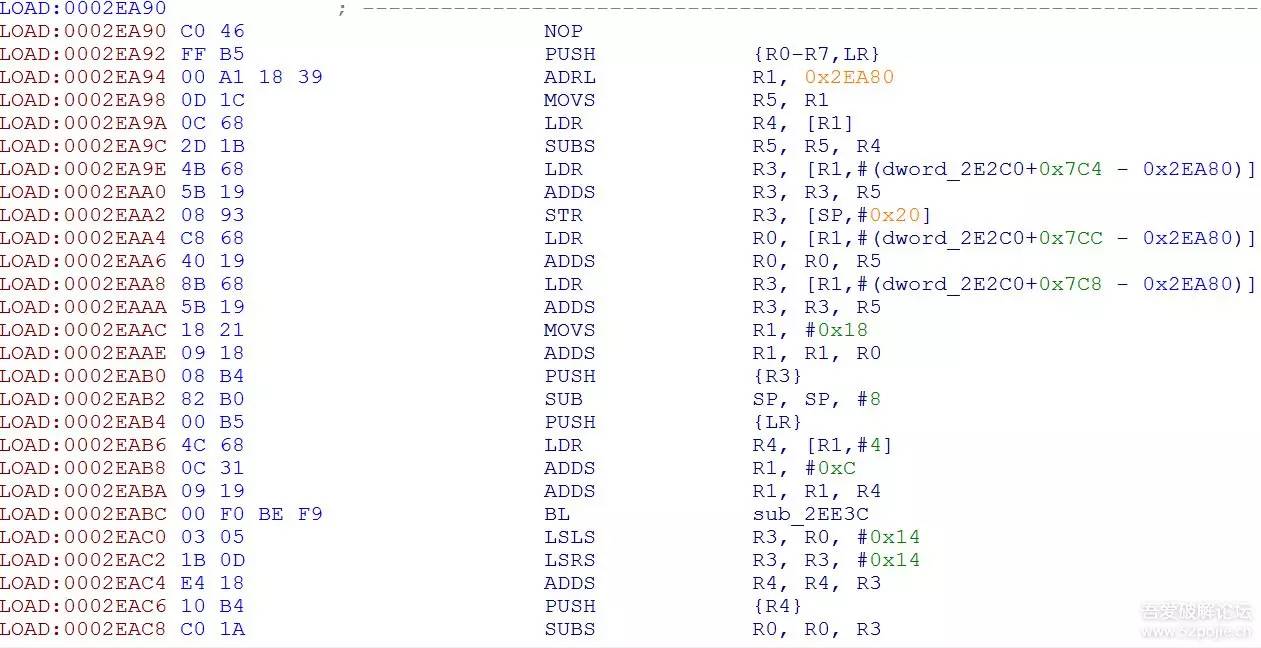 LOAD:0002EA90 ; ----------------------------------------------------------------
LOAD:0002EA90 C0 46 NOP
LOAD:0002EA92 FF B5 PUSH {R0-R7,LR}
LOAD:0002EA94 00 A1 18 39 ADRL R1, 0x2EA80
LOAD:0002EA98 0D 1C MOVS R5, R1
LOAD:0002EA9A 0C 68 LDR R4, [R1]
LOAD:0002EA9C 2D 1B SUBS R5, R5, R4
LOAD:0002EA9E 4B 68 LDR R3, [R1,#(dword_2E2C0+0x7C4 - 0x2EA80)]
LOAD:0002EAA0 5B 19 ADDS R3, R3, R5
LOAD:0002EAA2 08 93 STR R3, [SP,#0x20]
LOAD:0002EAA4 C8 68 LDR R0, [R1,#(dword_2E2C0+0x7CC - 0x2EA80)]
LOAD:0002EAA6 40 19 ADDS R0, R0, R5
LOAD:0002EAA8 8B 68 LDR R3, [R1,#(dword_2E2C0+0x7C8 - 0x2EA80)]
LOAD:0002EAAA 5B 19 ADDS R3, R3, R5
LOAD:0002EAAC 18 21 MOVS R1, #0x18
LOAD:0002EAAE 09 18 ADDS R1, R1, R0
LOAD:0002EAB0 08 B4 PUSH {R3}
LOAD:0002EAB2 82 B0 SUB SP, SP, #8
LOAD:0002EAB4 00 B5 PUSH {LR}
LOAD:0002EAB6 4C 68 LDR R4, [R1,#4]
LOAD:0002EAB8 0C 31 ADDS R1, #0xC
LOAD:0002EABA 09 19 ADDS R1, R1, R4
LOAD:0002EABC 00 F0 BE F9 BL sub_2EE3C
LOAD:0002EAC0 03 05 LSLS R3, R0, #0x14
LOAD:0002EAC2 1B 0D LSRS R3, R3, #0x14
LOAD:0002EAC4 E4 18 ADDS R4, R4, R3
LOAD:0002EAC6 10 B4 PUSH {R4}
LOAD:0002EAC8 C0 1A SUBS R0, R0, R3
吾爱破解论坛
www.52pojie.cn